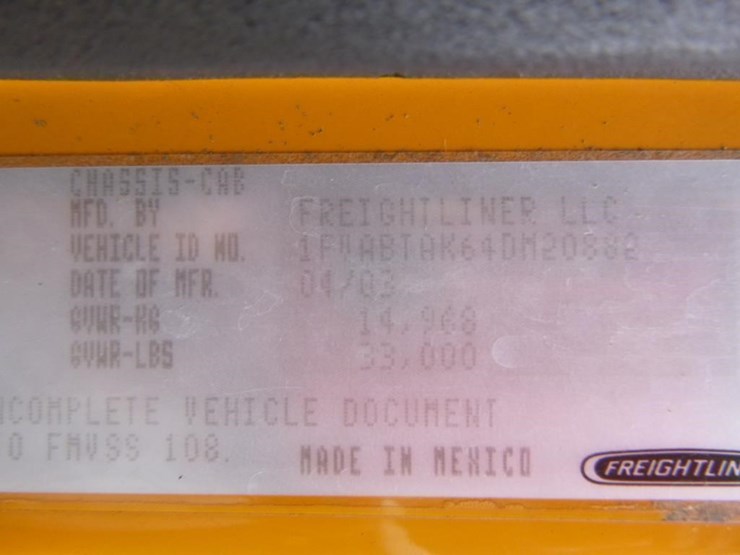 CHASSIS-CAB
MFD. BY FREIGHTLINER LLC
VEHICLE ID NO. 1FVABTAK64DM20882
DATE OF MFR. 04/03
GVWR-KG 14,968
GVWR-LBS 33,000
NCOMPLETE VEHICLE DOCUMENT
O FMVSS 108.
MADE IN MEXICO
FREIGHTLIN